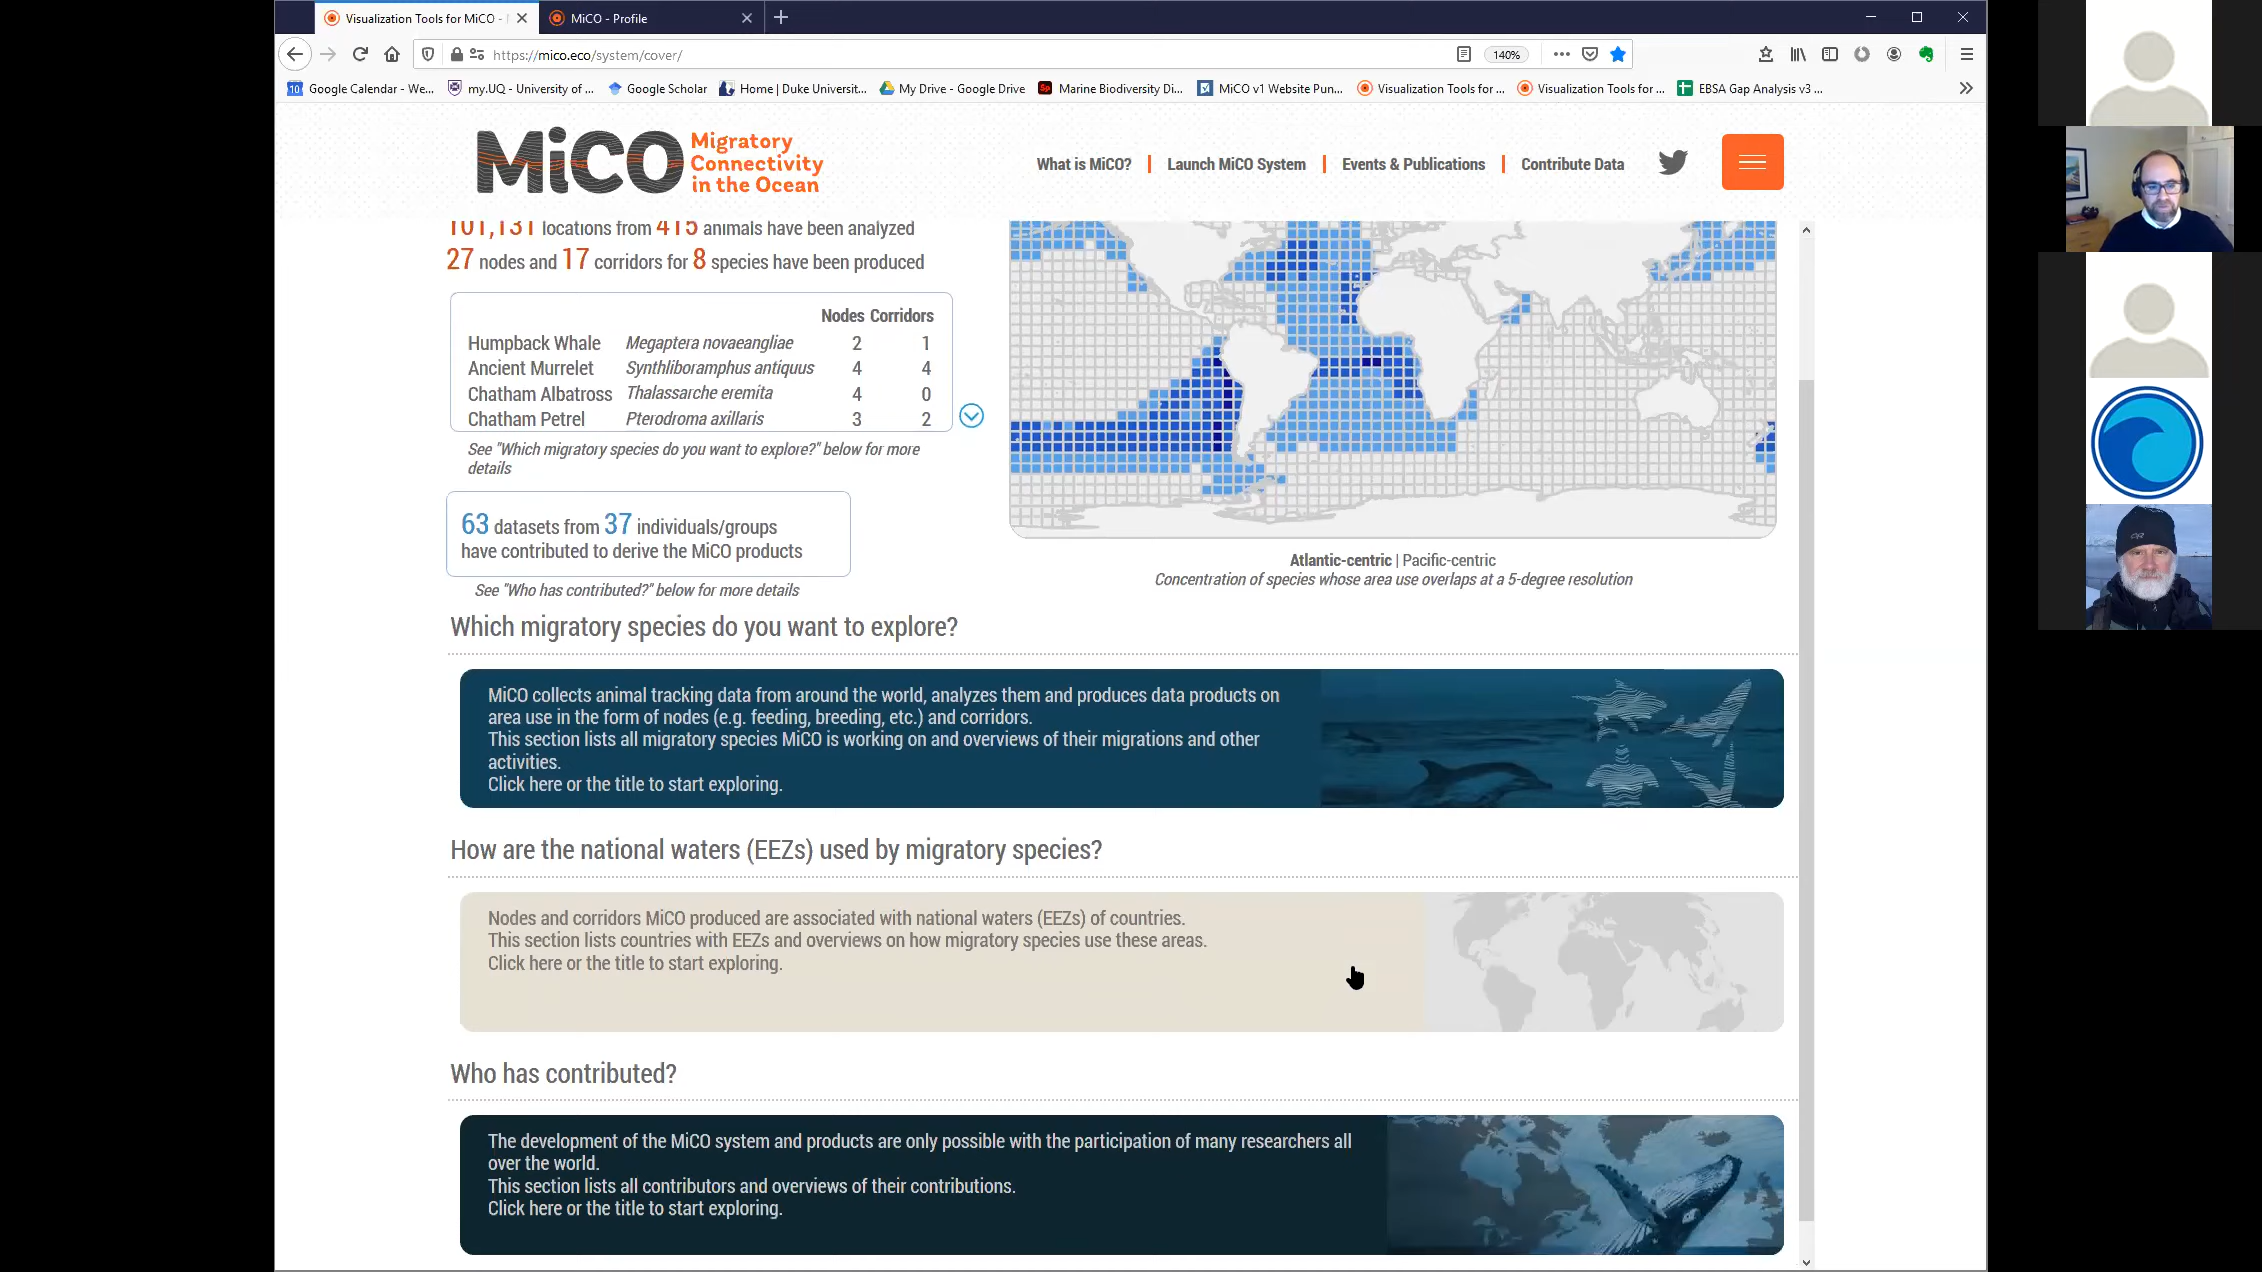 Visualization Tools for MiCO -
MiCO - Profile
https://mico.eco/system/cover/
140%
Google Calendar - We...
my.UQ - University of ...
Google Scholar
Home | Duke Universit...
My Drive - Google Drive
Marine Biodiversity Di...
MiCO v1 Website Pun...
Visualization Tools for ...
Visualization Tools for ...
EBSA Gap Analysis v3 ...
MiCO Migratory
Connectivity
in the Ocean
What is MiCO? | Launch MiCO System | Events & Publications | Contribute Data
101,131 locations from 415 animals have been analyzed
27 nodes and 17 corridors for 8 species have been produced
Nodes Corridors
Humpback Whale Megaptera novaeangliae 2 1
Ancient Murrelet Synthliboramphus antiquus 4 4
Chatham Albatross Thalassarche eremita 4 0
Chatham Petrel Pterodroma axillaris 3 2
See "Which migratory species do you want to explore?" below for more
details
63 datasets from 37 individuals/groups
have contributed to derive the MiCO products
See "Who has contributed?" below for more details
Atlantic-centric | Pacific-centric
Concentration of species whose area use overlaps at a 5-degree resolution
Which migratory species do you want to explore?
MiCO collects animal tracking data from around the world, analyzes them and produces data products on
area use in the form of nodes (e.g. feeding, breeding, etc.) and corridors.
This section lists all migratory species MiCO is working on and overviews of their migrations and other
activities.
Click here or the title to start exploring.
How are the national waters (EEZs) used by migratory species?
Nodes and corridors MiCO produced are associated with national waters (EEZs) of countries.
This section lists countries with EEZs and overviews on how migratory species use these areas.
Click here or the title to start exploring.
Who has contributed?
The development of the MiCO system and products are only possible with the participation of many researchers all
over the world.
This section lists all contributors and overviews of their contributions.
Click here or the title to start exploring.